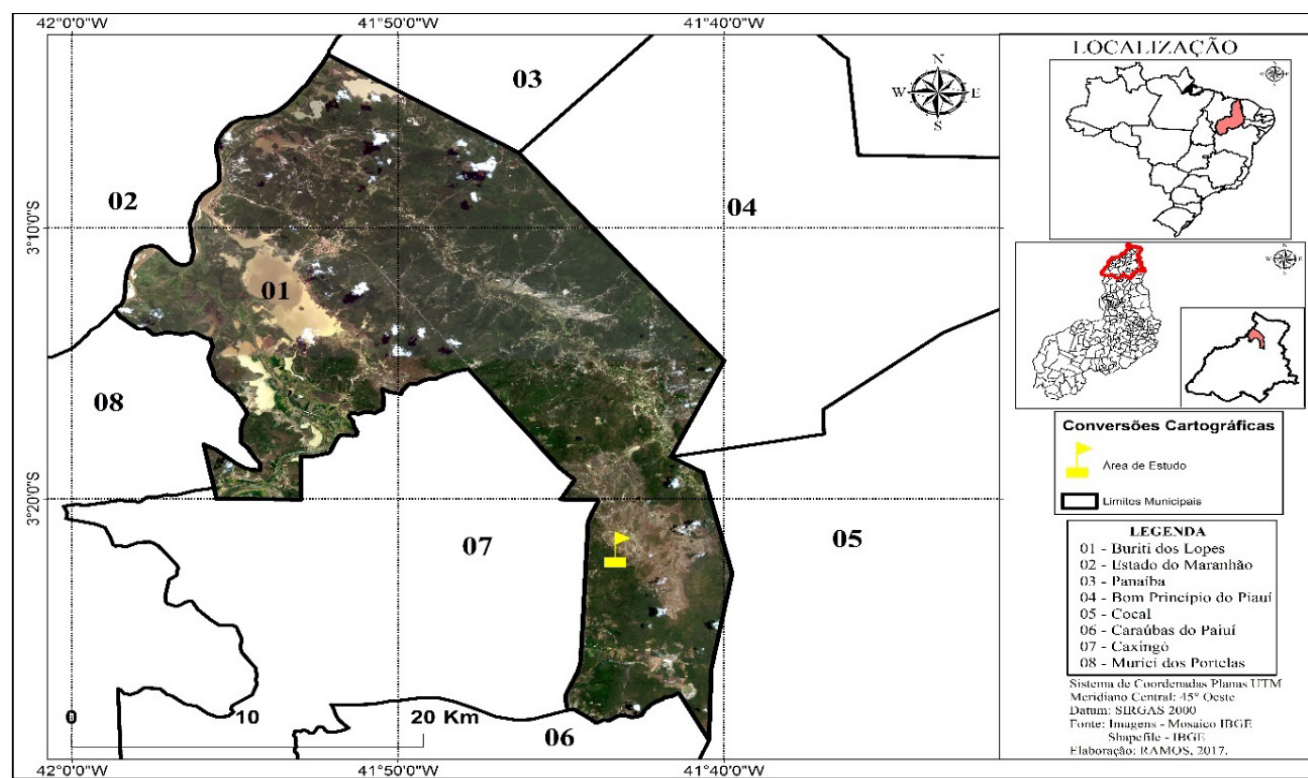 42°0'0"W 41°50'0"W 41°40'0"W
03
N
W E
S
02
04
3°10'0"S
01
08
3°20'0"S
07
05
0 10 20 Km
06
42°0'0"W 41°50'0"W 41°40'0"W
LOCALIZAÇÃO
Conversões Cartográficas
Área de Estudo
Limitos Municipais
LEGENDA
01 - Buriti dos Lopes
02 - Estado do Maranhão
03 - Panaíba
04 - Bom Princípio do Piauí
05 - Cocal
06 - Caraúbas do Paiuí
07 - Caxingó
08 - Murici dos Portelas
Sistema de Coordenadas Planas UTM
Meridiano Central: 45° Oeste
Datum: SIRGAS 2000
Fonte: Imagens - Mosaico IBGE
Shapefile - IBGE
Elaboração: RAMOS, 2017.